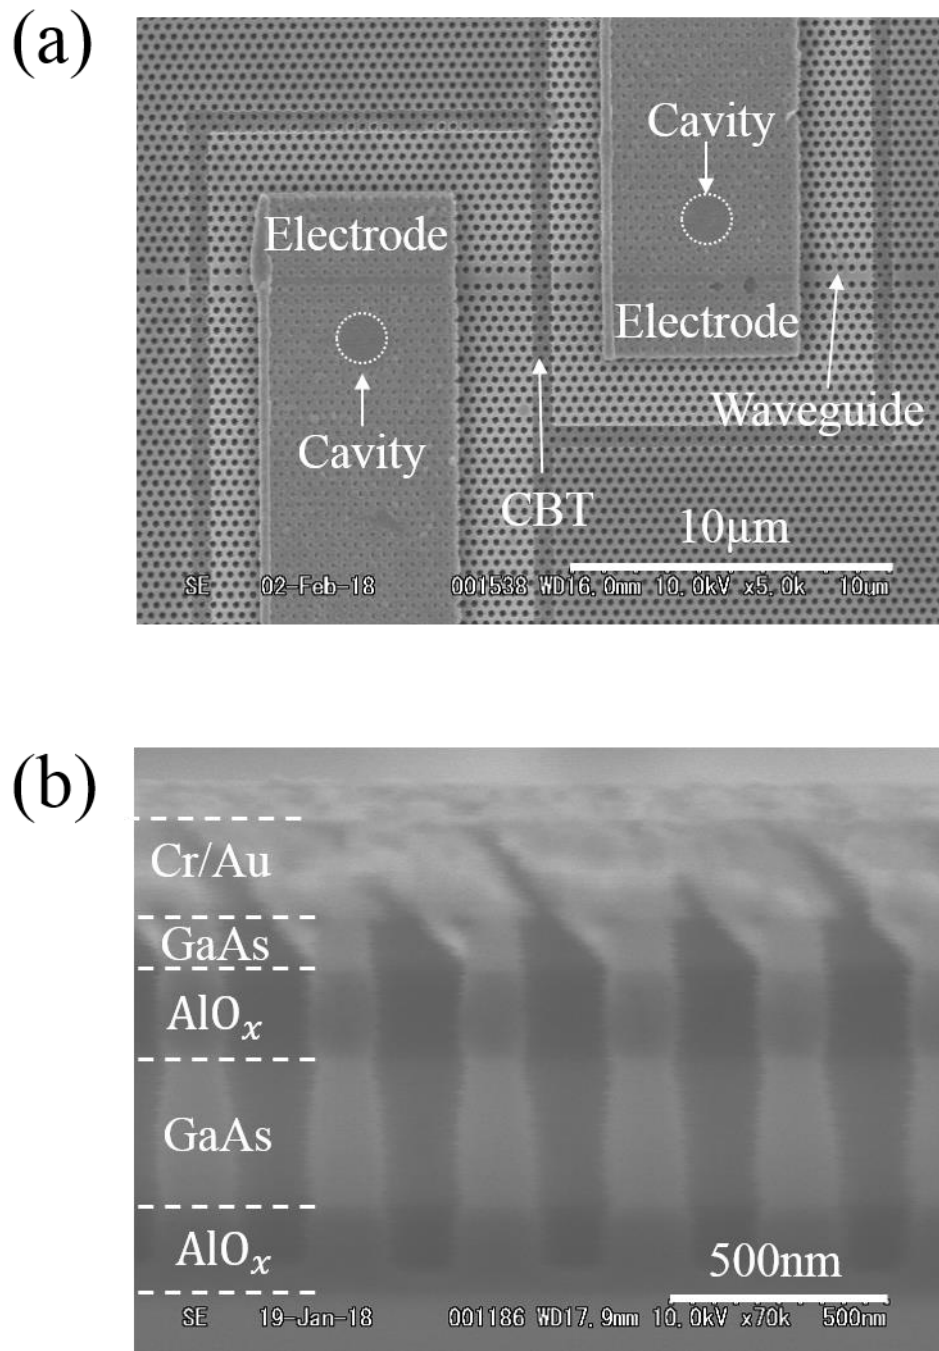 (a)
Cavity
Electrode
Electrode
Waveguide
Cavity
CBT
10μm
SE 02-Feb-18 001538 WD16.0mm 10.0kV x5.0k 10um
(b)
Cr/Au
GaAs
AlOₓ
GaAs
AlOₓ
500nm
SE 19-Jan-18 001186 WD17.9mm 10.0kV x70k 500nm